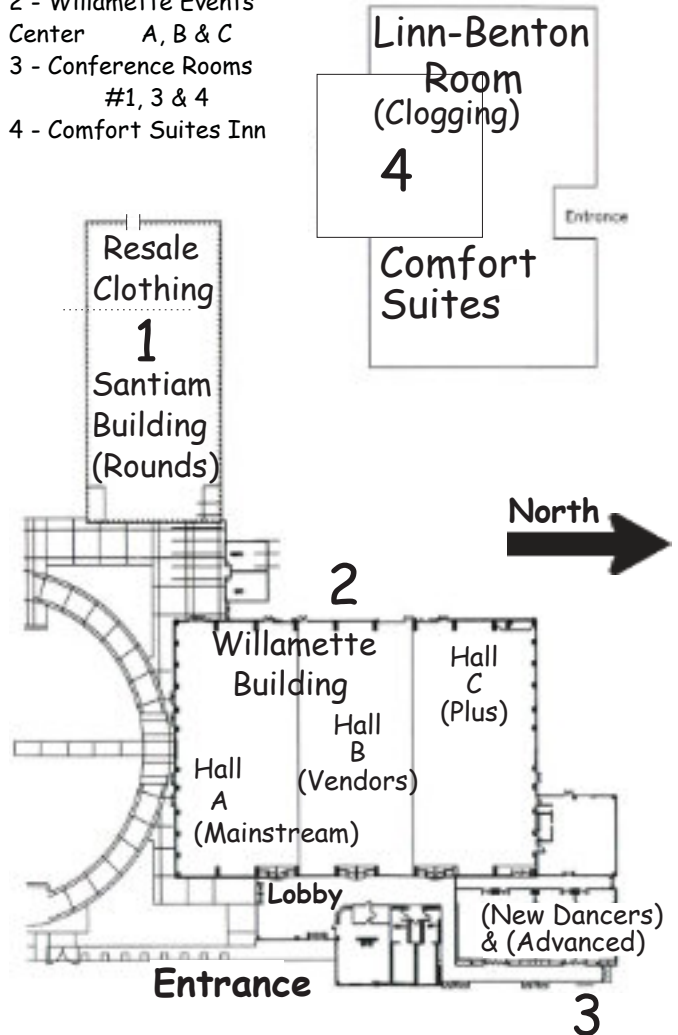 2 - Willamette Events
Center A, B & C
3 - Conference Rooms
#1, 3 & 4
4 - Comfort Suites Inn
Linn-Benton
Room
(Clogging)
4
Entrance
Comfort
Suites
Resale
Clothing
1
Santiam
Building
(Rounds)
North
2
Willamette
Building
Hall
C
(Plus)
Hall
B
(Vendors)
Hall
A
(Mainstream)
Lobby
(New Dancers)
& (Advanced)
Entrance
3